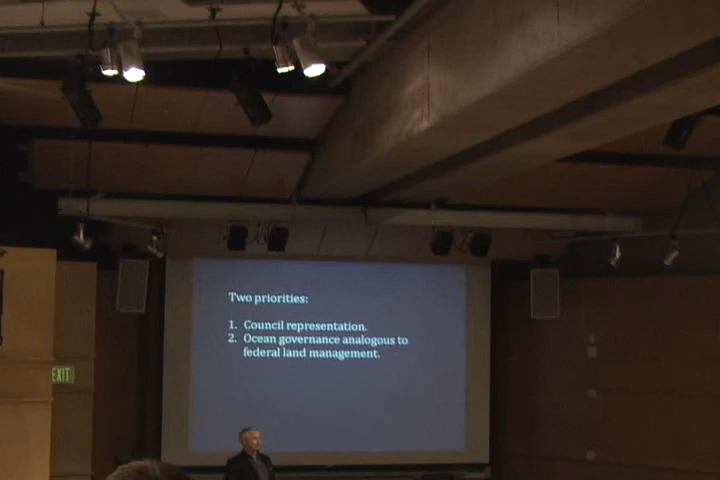 Two priorities:
1. Council representation.
2. Ocean governance analogous to
federal land management.
EXIT